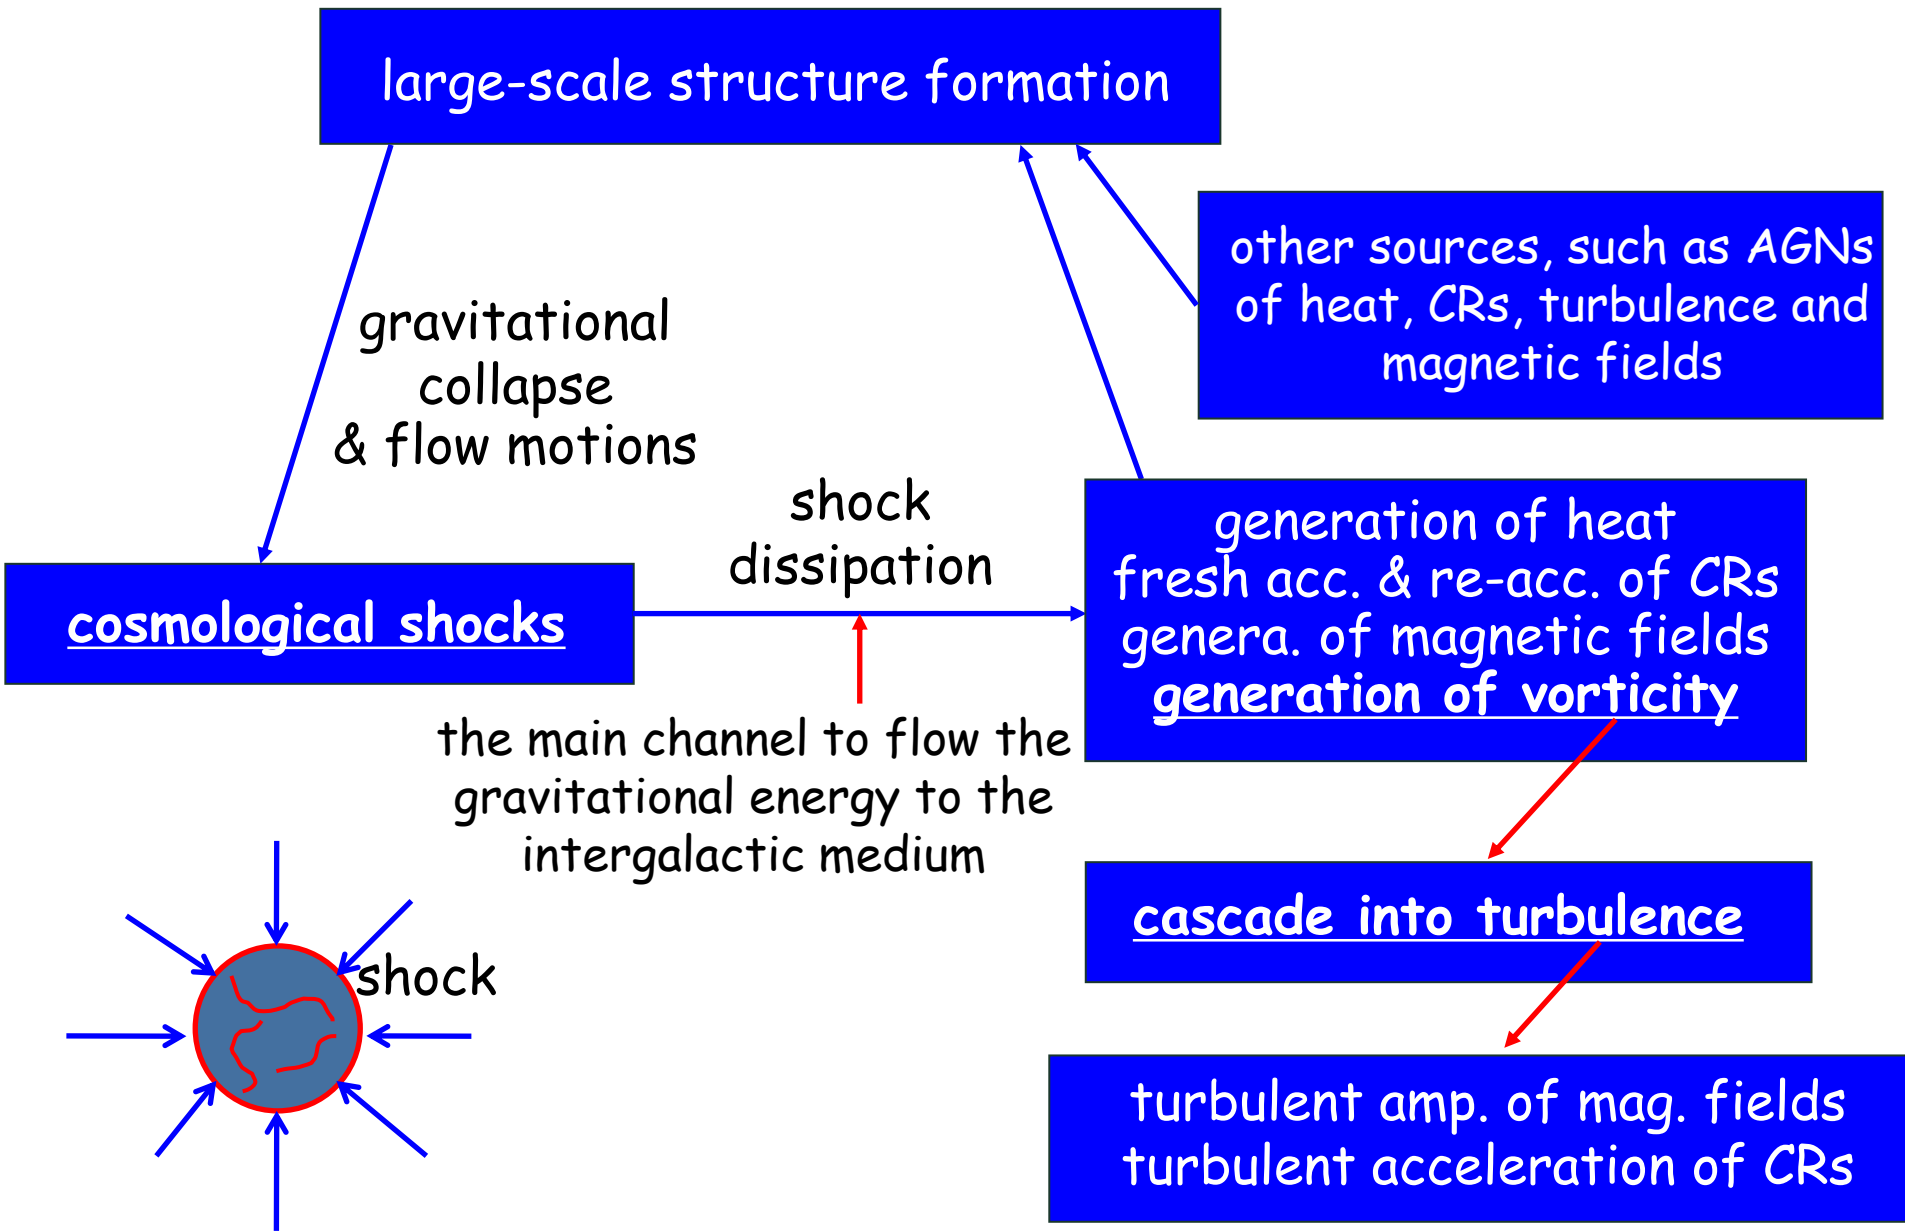 large-scale structure formation
other sources, such as AGNs
of heat, CRs, turbulence and
magnetic fields
gravitational
collapse
& flow motions
shock
dissipation
generation of heat
fresh acc. & re-acc. of CRs
genera. of magnetic fields
generation of vorticity
cosmological shocks
the main channel to flow the
gravitational energy to the
intergalactic medium
cascade into turbulence
shock
turbulent amp. of mag. fields
turbulent acceleration of CRs